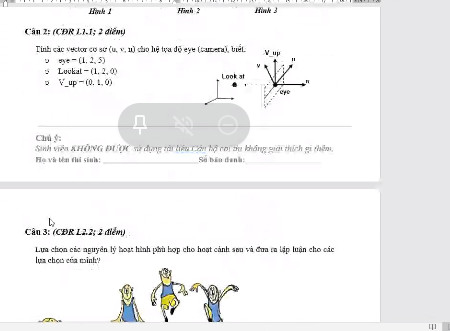 Hình 1 Hình 2 Hình 3
Câu 2: (CĐR L1.1; 2 điểm)
Tính các vector cơ sở (u, v, n) cho hệ tọa độ eye (camera), biết:
eye = (1, 2, 5)
Lookat = (1, 2, 0)
V_up = (0, 1, 0)
V_up
v
u
n
Look at
eye
Chú ý:
Sinh viên KHÔNG ĐƯỢC sử dụng tài liệu. Cán bộ coi thi không giải thích gì thêm.
Họ và tên thí sinh: Số báo danh:
Câu 3: (CĐR L2.2; 2 điểm)
Lựa chọn các nguyên lý hoạt hình phù hợp cho hoạt cảnh sau và đưa ra lập luận cho các
lựa chọn của mình?